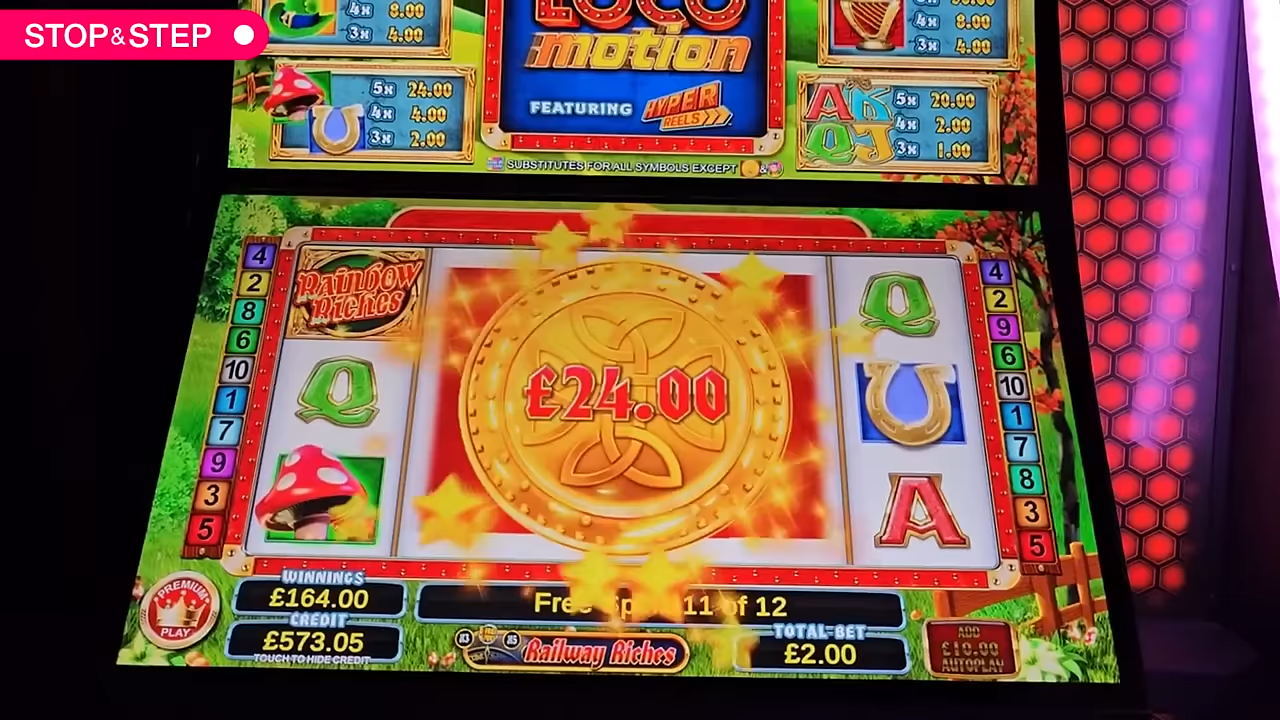 STOP&STEP
4x 8.00
3x 4.00
5x 24.00
4x 4.00
3x 2.00
LOCO
motion
FEATURING HYPER REELS
4x 8.00
3x 4.00
A K Q J
5x 20.00
4x 2.00
3x 1.00
SUBSTITUTES FOR ALL SYMBOLS EXCEPT &
4
2
8
6
10
1
7
9
3
5
RAINBOW
RICHES
Q
£24.00
Q
A
4
2
9
6
10
1
7
8
3
5
PREMIUM
PLAY
WINNINGS
£164.00
CREDIT
£573.05
TOUCH TO HIDE CREDIT
11 of 12
Railway Riches
TOTAL-BET
£2.00
ADD
£10.00
AUTOPLAY